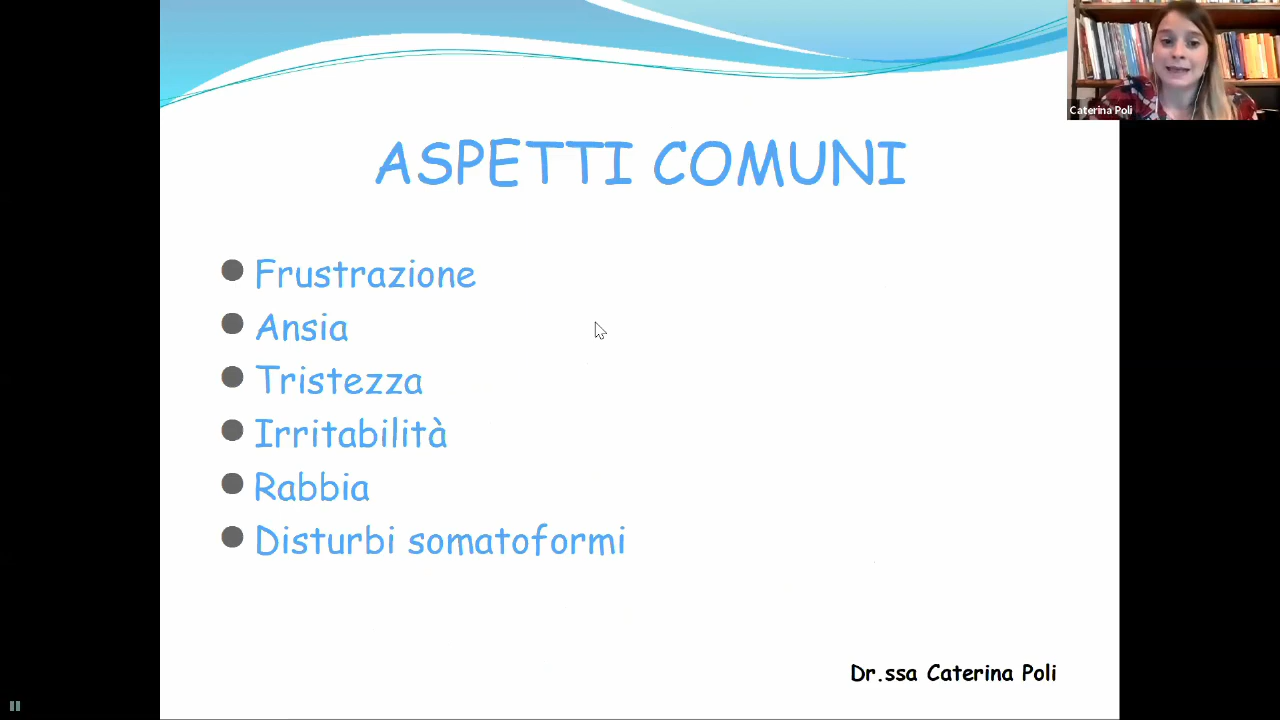 Caterina Poli
ASPETTI COMUNI
Frustrazione
Ansia
Tristezza
Irritabilità
Rabbia
Disturbi somatoformi
Dr.ssa Caterina Poli